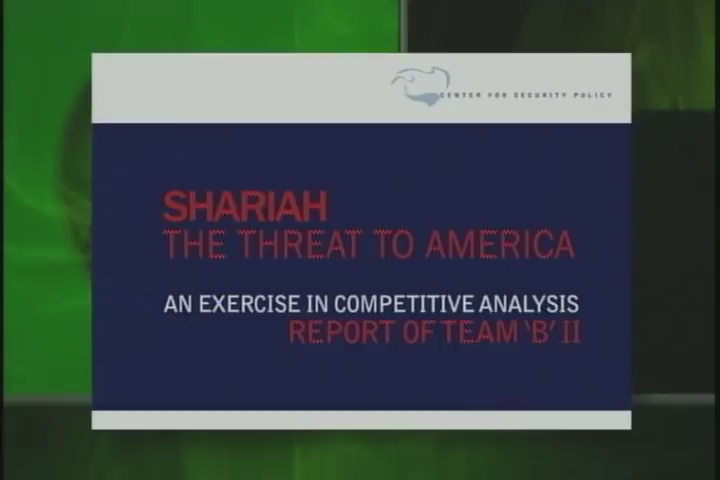 CENTER FOR SECURITY POLICY
SHARIAH
THE THREAT TO AMERICA
AN EXERCISE IN COMPETITIVE ANALYSIS
REPORT OF TEAM 'B' II